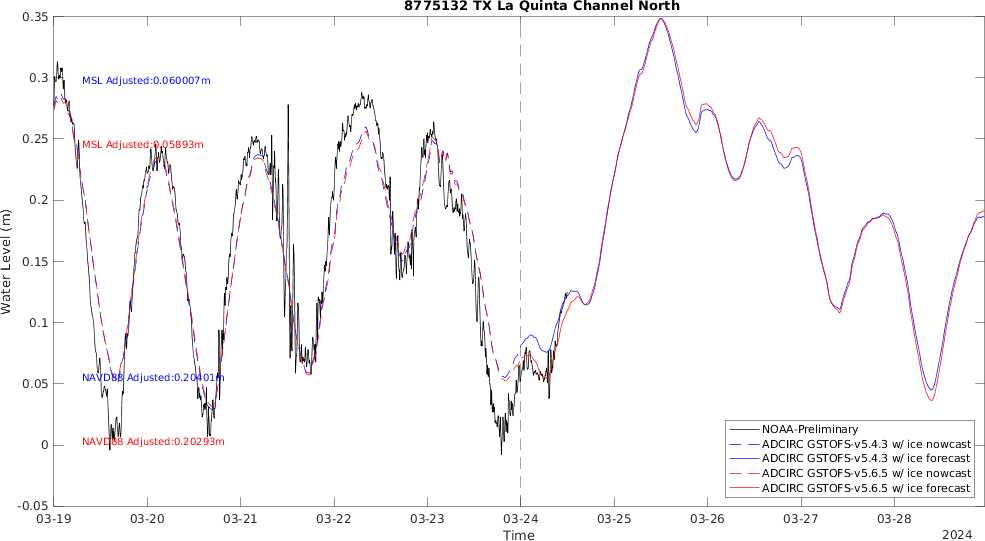 8775132 TX La Quinta Channel North
0.35
0.3
0.25
0.2
0.15
0.1
0.05
0
-0.05
Water Level (m)
MSL Adjusted:0.060007m
MSL Adjusted:0.05893m
NAVD88 Adjusted:0.20401m
NAVD88 Adjusted:0.20293m
NOAA-Preliminary
ADCIRC GSTOFS-v5.4.3 w/ ice nowcast
ADCIRC GSTOFS-v5.4.3 w/ ice forecast
ADCIRC GSTOFS-v5.6.5 w/ ice nowcast
ADCIRC GSTOFS-v5.6.5 w/ ice forecast
03-19 03-20 03-21 03-22 03-23 03-24 03-25 03-26 03-27 03-28
Time
2024